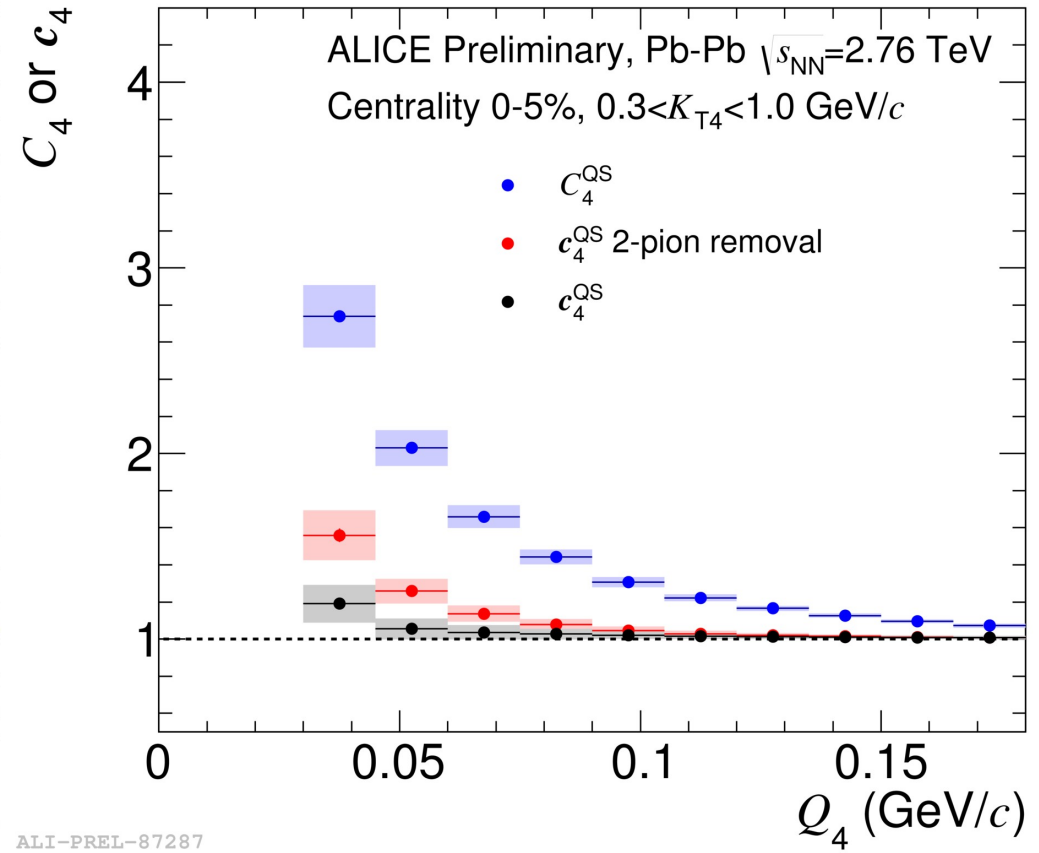 C₄ or c₄
ALICE Preliminary, Pb-Pb √sNN=2.76 TeV
Centrality 0-5%, 0.3<KT4<1.0 GeV/c
C₄QS
c₄QS 2-pion removal
c₄QS
4
3
2
1
0 0.05 0.1 0.15
Q₄ (GeV/c)
ALI-PREL-87287